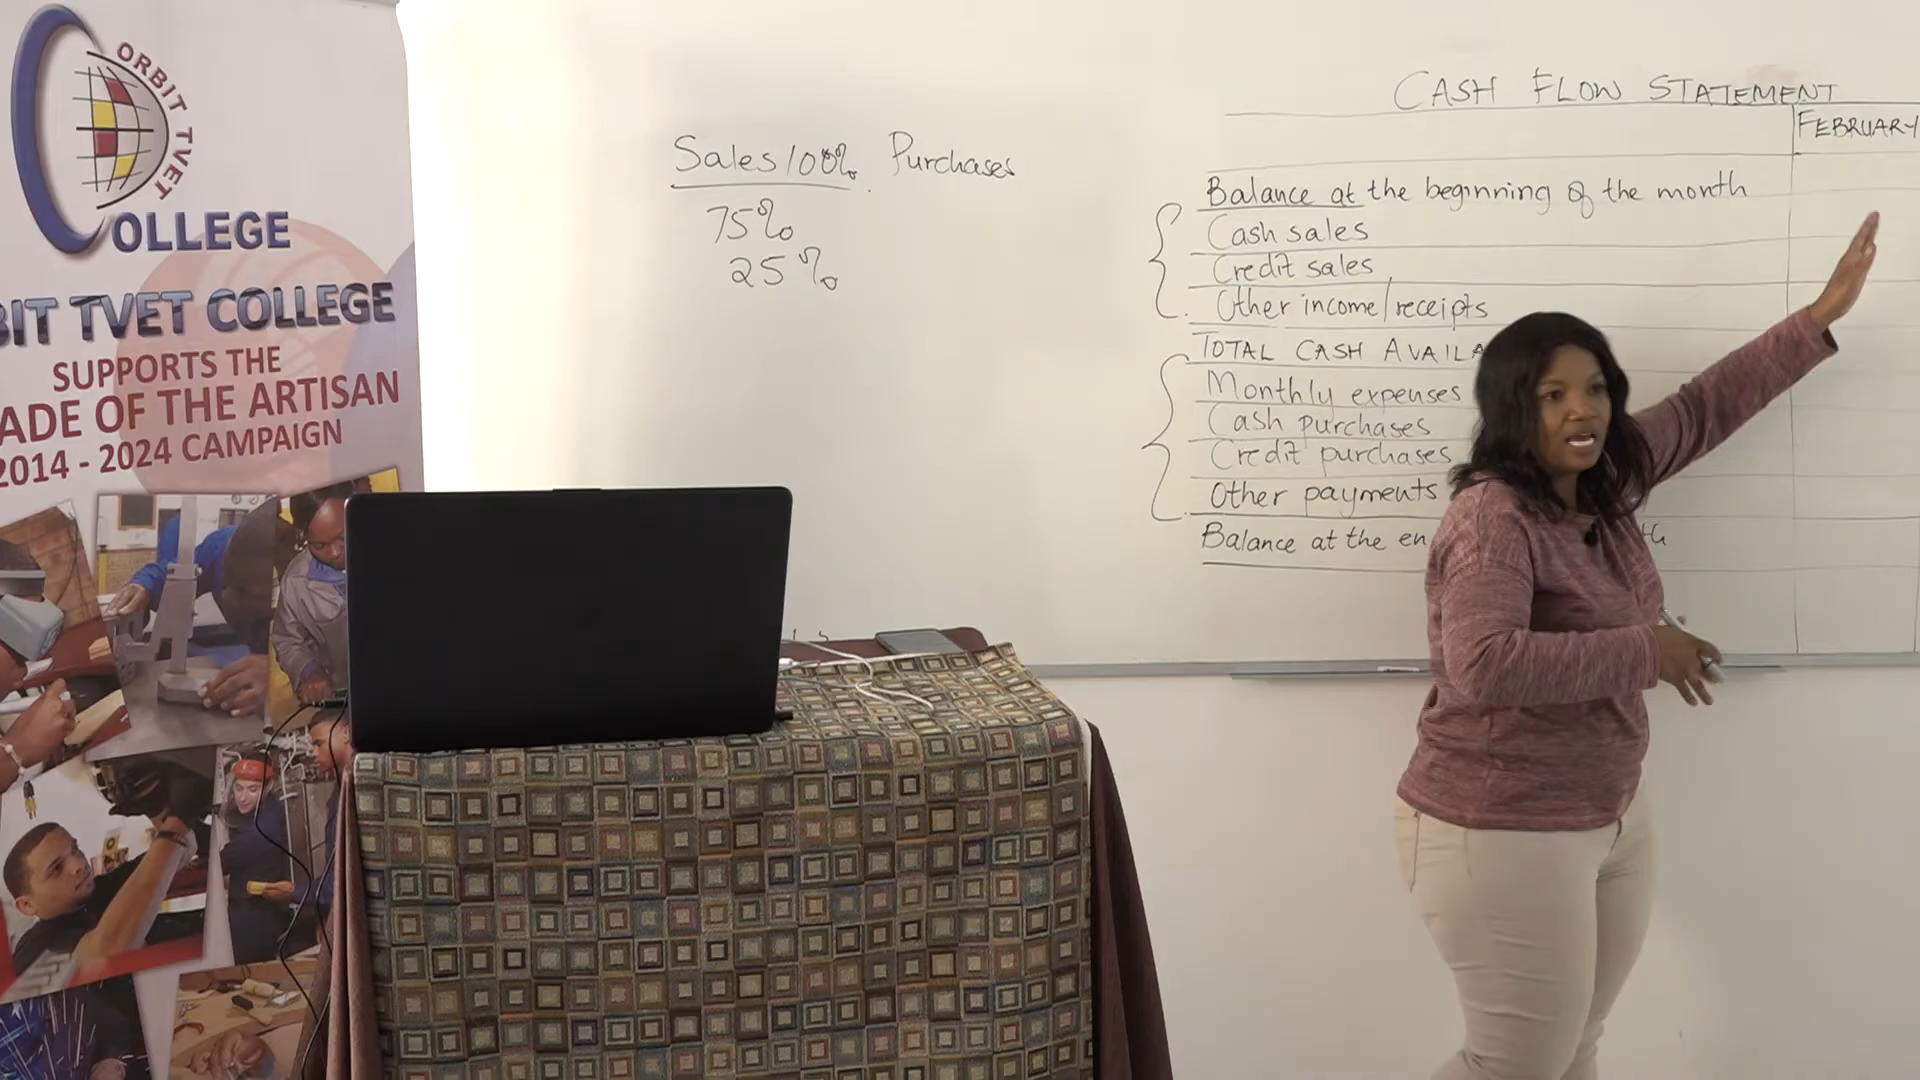 ORBIT TVET
COLLEGE
BIT TVET COLLEGE
SUPPORTS THE
ADE OF THE ARTISAN
2014 - 2024 CAMPAIGN
Sales 100% Purchases
75%
25%
CASH FLOW STATEMENT
FEBRUARY
Balance at the beginning of the month
Cash sales
Credit sales
Other income/receipts
TOTAL CASH AVAILA
Monthly expenses
Cash purchases
Credit purchases
Other payments
Balance at the en th